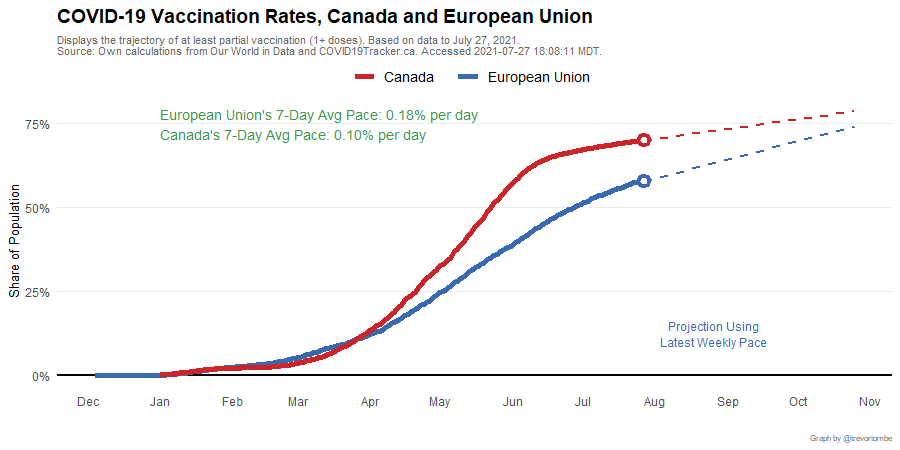 COVID-19 Vaccination Rates, Canada and European Union
Displays the trajectory of at least partial vaccination (1+ doses). Based on data to July 27, 2021.
Source: Own calculations from Our World in Data and COVID19Tracker.ca. Accessed 2021-07-27 18:08:11 MDT.
Canada European Union
European Union's 7-Day Avg Pace: 0.18% per day
Canada's 7-Day Avg Pace: 0.10% per day
75%
50%
25%
0%
Share of Population
Projection Using
Latest Weekly Pace
Dec Jan Feb Mar Apr May Jun Jul Aug Sep Oct Nov
Graph by @trevortombe